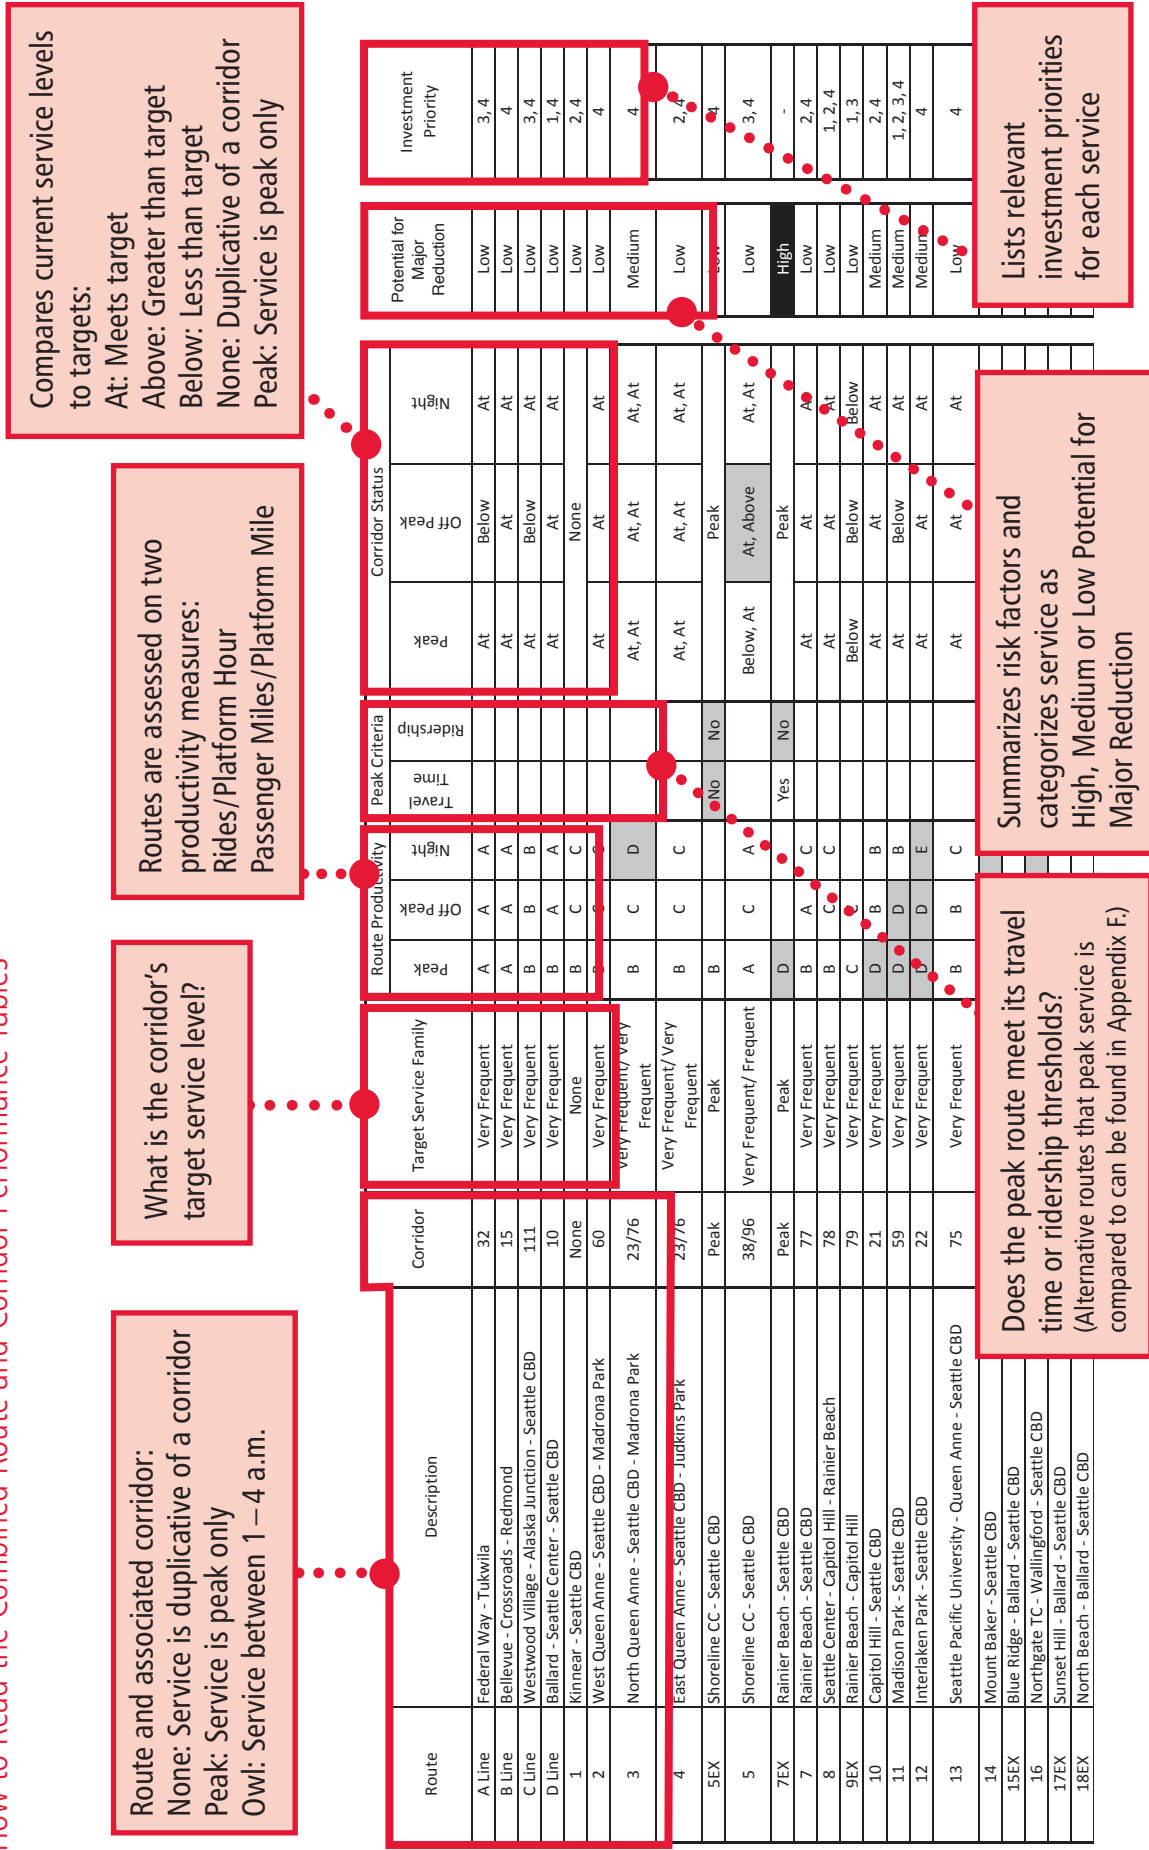 How to Read the Combined Route and Corridor Performance Tables
Route and associated corridor:
None: Service is duplicative of a corridor
Peak: Service is peak only
Owl: Service between 1–4 a.m.
What is the corridor's
target service level?
Routes are assessed on two
productivity measures:
Rides/Platform Hour
Passenger Miles/Platform Mile
Compares current service levels
to targets:
At: Meets target
Above: Greater than target
Below: Less than target
None: Duplicative of a corridor
Peak: Service is peak only
Route Productivity Peak Criteria Corridor Status
Route Description Corridor Target Service Family Peak Off Peak Night Travel Time Ridership Peak Off Peak Night Potential for Major Reduction Investment Priority
A Line Federal Way - Tukwila 32 Very Frequent A A A At Below At Low 3, 4
B Line Bellevue - Crossroads - Redmond 15 Very Frequent A A A At At At Low 4
C Line Westwood Village - Alaska Junction - Seattle CBD 111 Very Frequent B B B At Below At Low 3, 4
D Line Ballard - Seattle Center - Seattle CBD 10 Very Frequent B A A At At At Low 1, 4
1 Kinnear - Seattle CBD None None B C C None Low 2, 4
2 West Queen Anne - Seattle CBD - Madrona Park 60 Very Frequent B C C At At At Low 4
3 North Queen Anne - Seattle CBD - Madrona Park 23/76 Very Frequent/ Very Frequent B C D At, At At, At At, At Medium 4
4 East Queen Anne - Seattle CBD - Judkins Park 23/76 Very Frequent/ Very Frequent B C C At, At At, At At, At Low 2, 4
5EX Shoreline CC - Seattle CBD Peak Peak B No No Peak Low 4
5 Shoreline CC - Seattle CBD 38/96 Very Frequent/ Frequent A C A Below, At At, Above At, At Low 3, 4
7EX Rainier Beach - Seattle CBD Peak Peak D Yes No Peak High -
7 Rainier Beach - Seattle CBD 77 Very Frequent B A C At At At Low 2, 4
8 Seattle Center - Capitol Hill - Rainier Beach 78 Very Frequent B C C At At At Low 1, 2, 4
9EX Rainier Beach - Capitol Hill 79 Very Frequent C C Below Below Below Low 1, 3
10 Capitol Hill - Seattle CBD 21 Very Frequent D B B At At At Medium 2, 4
11 Madison Park - Seattle CBD 59 Very Frequent D D B At Below At Medium 1, 2, 3, 4
12 Interlaken Park - Seattle CBD 22 Very Frequent D D E At At At Medium 4
13 Seattle Pacific University - Queen Anne - Seattle CBD 75 Very Frequent B B C At At At Low 4
14 Mount Baker - Seattle CBD
15EX Blue Ridge - Ballard - Seattle CBD
16 Northgate TC - Wallingford - Seattle CBD
17EX Sunset Hill - Ballard - Seattle CBD
18EX North Beach - Ballard - Seattle CBD
Does the peak route meet its travel
time or ridership thresholds?
(Alternative routes that peak service is
compared to can be found in Appendix F.)
Summarizes risk factors and
categorizes service as
High, Medium or Low Potential for
Major Reduction
Lists relevant
investment priorities
for each service